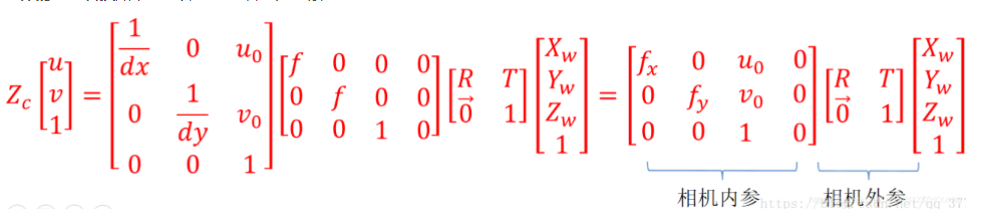 Z_c [u; v; 1] = [1/dx 0 u_0; 0 1/dy v_0; 0 0 1] [f 0 0 0; 0 f 0 0; 0 0 1 0] [R T; \vec{0} 1] [X_w; Y_w; Z_w; 1] = [f_x 0 u_0 0; 0 f_y v_0 0; 0 0 1 0] [R T; \vec{0} 1] [X_w; Y_w; Z_w; 1]
相机内参 相机外参